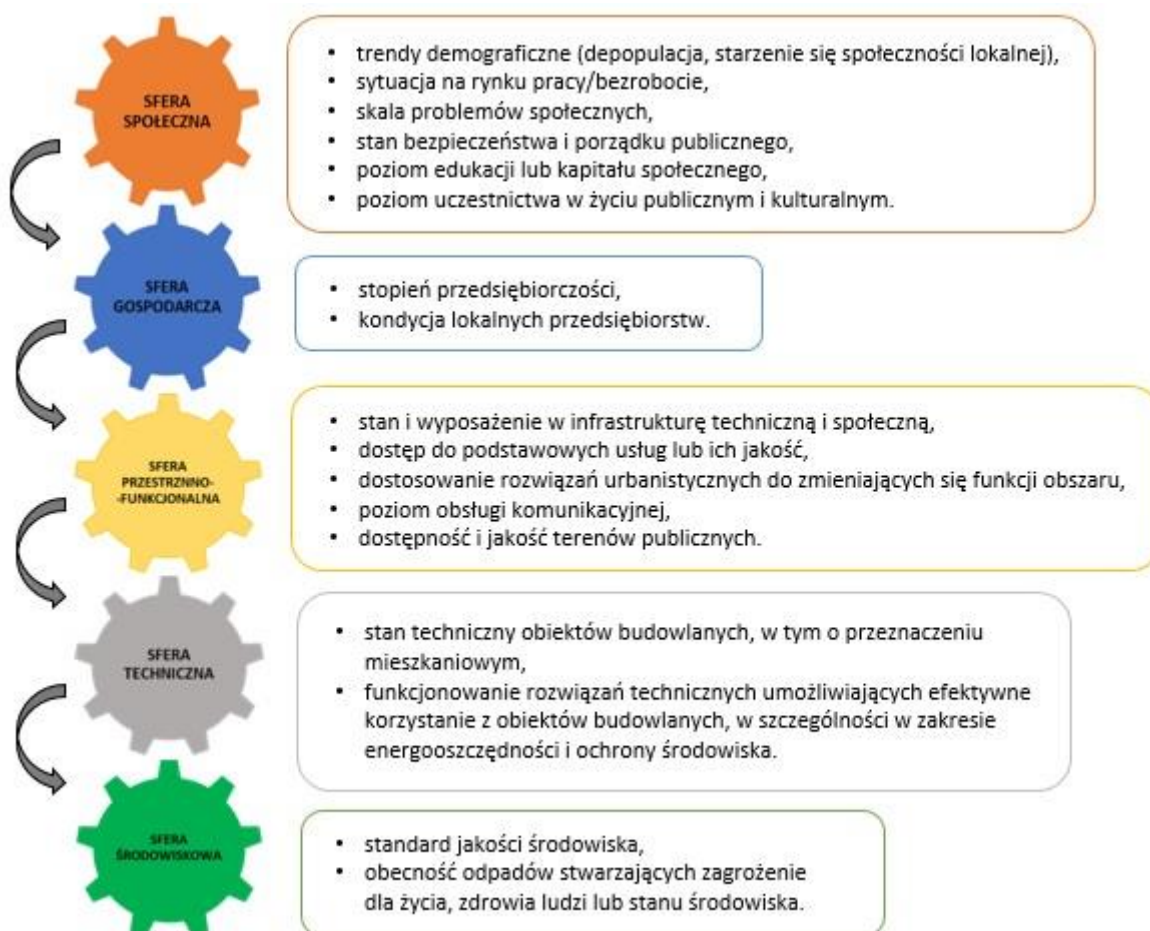 SFERA
SPOŁECZNA
• trendy demograficzne (depopulacja, starzenie się społeczności lokalnej),
• sytuacja na rynku pracy/bezrobocie,
• skala problemów społecznych,
• stan bezpieczeństwa i porządku publicznego,
• poziom edukacji lub kapitału społecznego,
• poziom uczestnictwa w życiu publicznym i kulturalnym.
SFERA
GOSPODARCZA
• stopień przedsiębiorczości,
• kondycja lokalnych przedsiębiorstw.
SFERA
PRZESTRZNNO-
-FUNKCJONALNA
• stan i wyposażenie w infrastrukturę techniczną i społeczną,
• dostęp do podstawowych usług lub ich jakość,
• dostosowanie rozwiązań urbanistycznych do zmieniających się funkcji obszaru,
• poziom obsługi komunikacyjnej,
• dostępność i jakość terenów publicznych.
SFERA
TECHNICZNA
• stan techniczny obiektów budowlanych, w tym o przeznaczeniu
mieszkaniowym,
• funkcjonowanie rozwiązań technicznych umożliwiających efektywne
korzystanie z obiektów budowlanych, w szczególności w zakresie
energooszczędności i ochrony środowiska.
SFERA
ŚRODOWISKOWA
• standard jakości środowiska,
• obecność odpadów stwarzających zagrożenie
dla życia, zdrowia ludzi lub stanu środowiska.